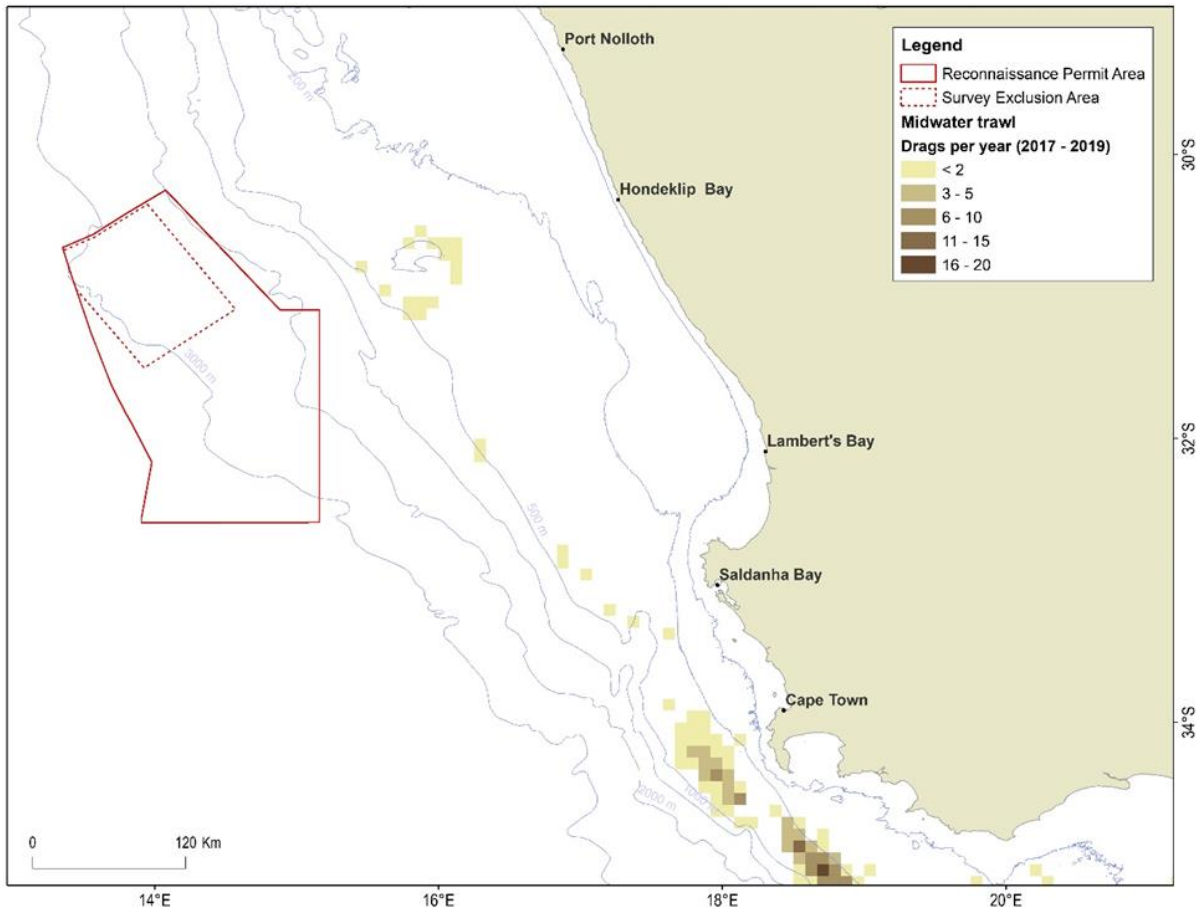 Port Nolloth
Legend
Reconnaissance Permit Area
Survey Exclusion Area
Midwater trawl
Drags per year (2017 - 2019)
< 2
3 - 5
6 - 10
11 - 15
16 - 20
200 m
30°S
Hondeklip Bay
3000 m
32°S
Lambert's Bay
500 m
Saldanha Bay
Cape Town
34°S
2000 m
0
120 Km
14°E
16°E
18°E
20°E